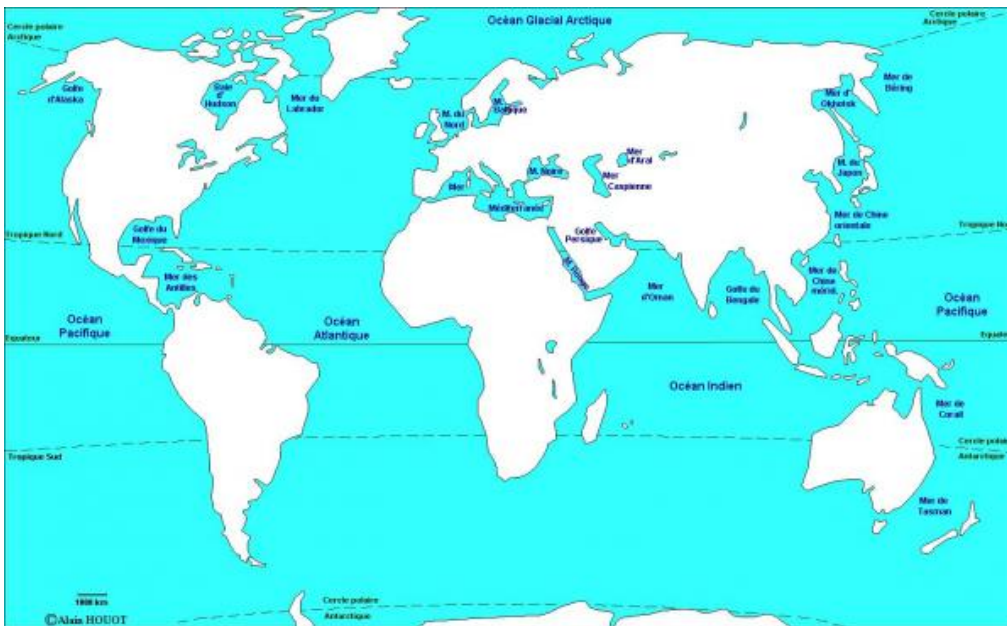 Océan Glacial Arctique
Cercle polaire
Arctique
Cercle polaire
Arctique
Golfe
d'Alaska
Baie
d'
Hudson
Mer du
Labrador
M. du
Nord
M.
Baltique
Mer d'
Okhotsk
Mer de
Béring
Mer
d'Aral
M. Noire
Mer
Caspienne
M. du
Japon
Mer
Méditerranée
Golfe du
Mexique
Tropique Nord
Golfe
Persique
M. Rouge
Mer de Chine
orientale
Tropique No
Mer des
Antilles
Mer
d'Oman
Golfe du
Bengale
Mer de
Chine
mérid.
Océan
Pacifique
Océan
Atlantique
Océan
Pacifique
Equateur
Equate
Océan Indien
Mer de
Corail
Tropique Sud
Cercle polaire
Antarctique
Mer de
Tasman
1000 km
©Alain HOUOT
Cercle polaire
Antarctique